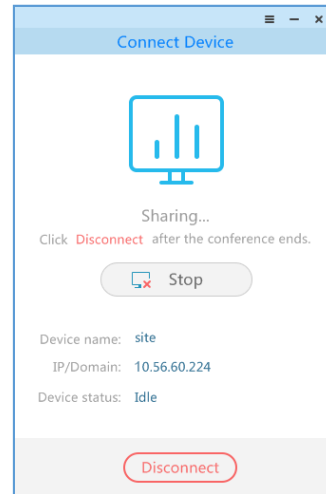 Connect Device
Sharing...
Click Disconnect after the conference ends.
Stop
Device name: site
IP/Domain: 10.56.60.224
Device status: Idle
Disconnect